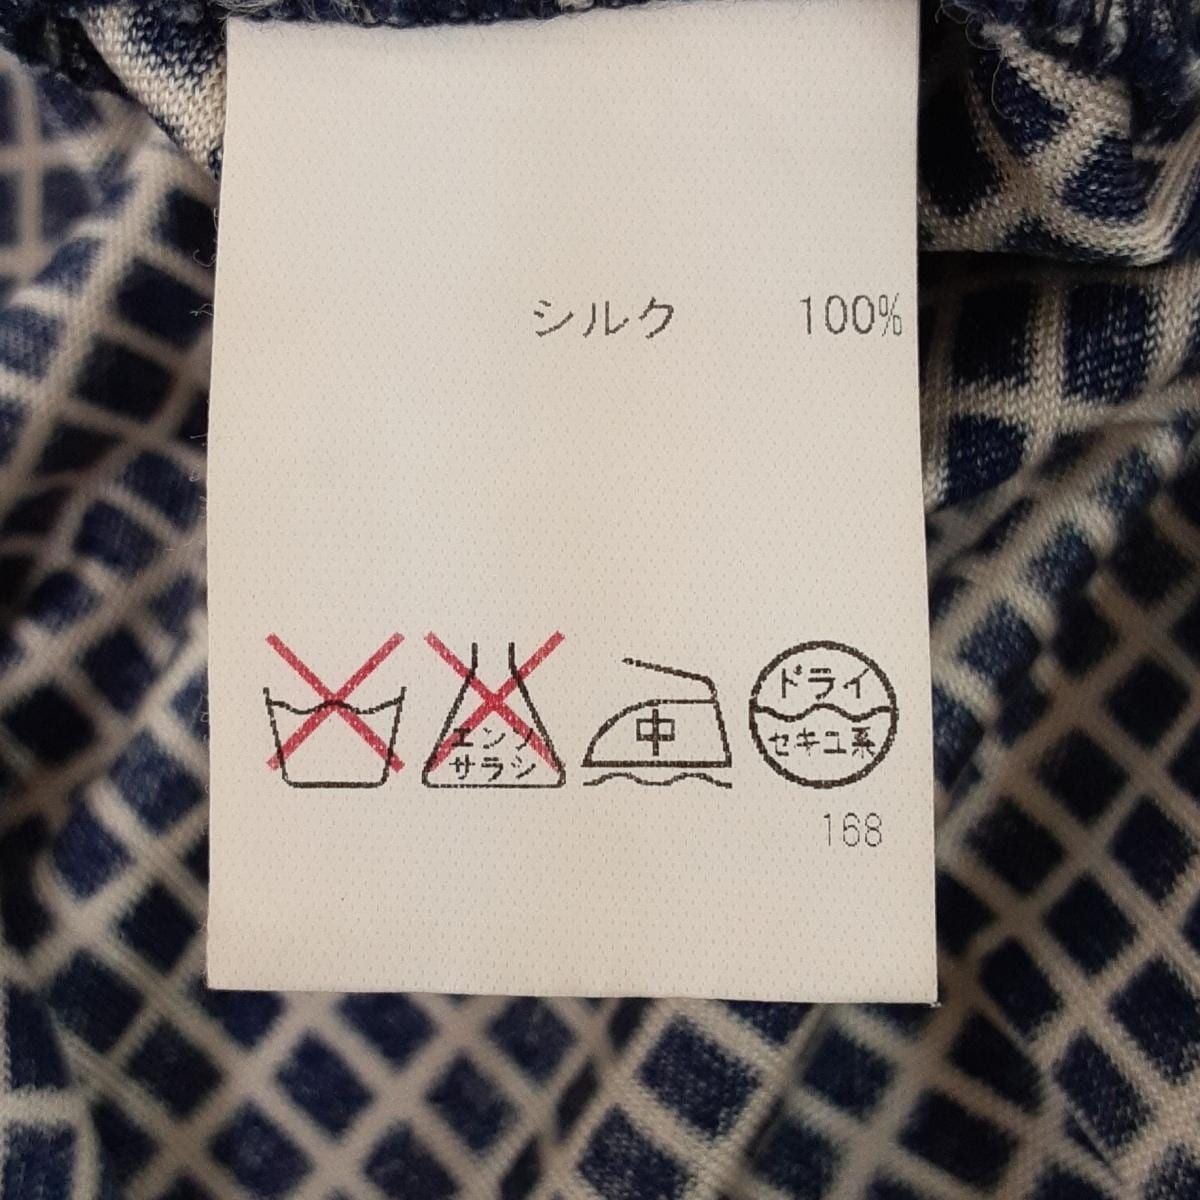 シルク 100%
エンソ
サラシ
中
ドライ
セキユ系
168